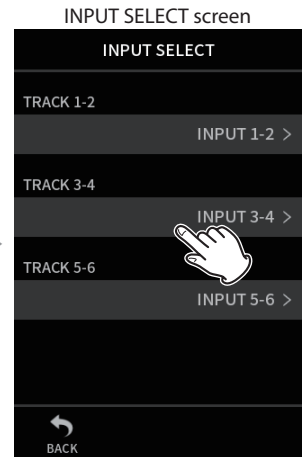 INPUT SELECT screen
INPUT SELECT
TRACK 1-2
INPUT 1-2 >
TRACK 3-4
INPUT 3-4 >
TRACK 5-6
INPUT 5-6 >
BACK